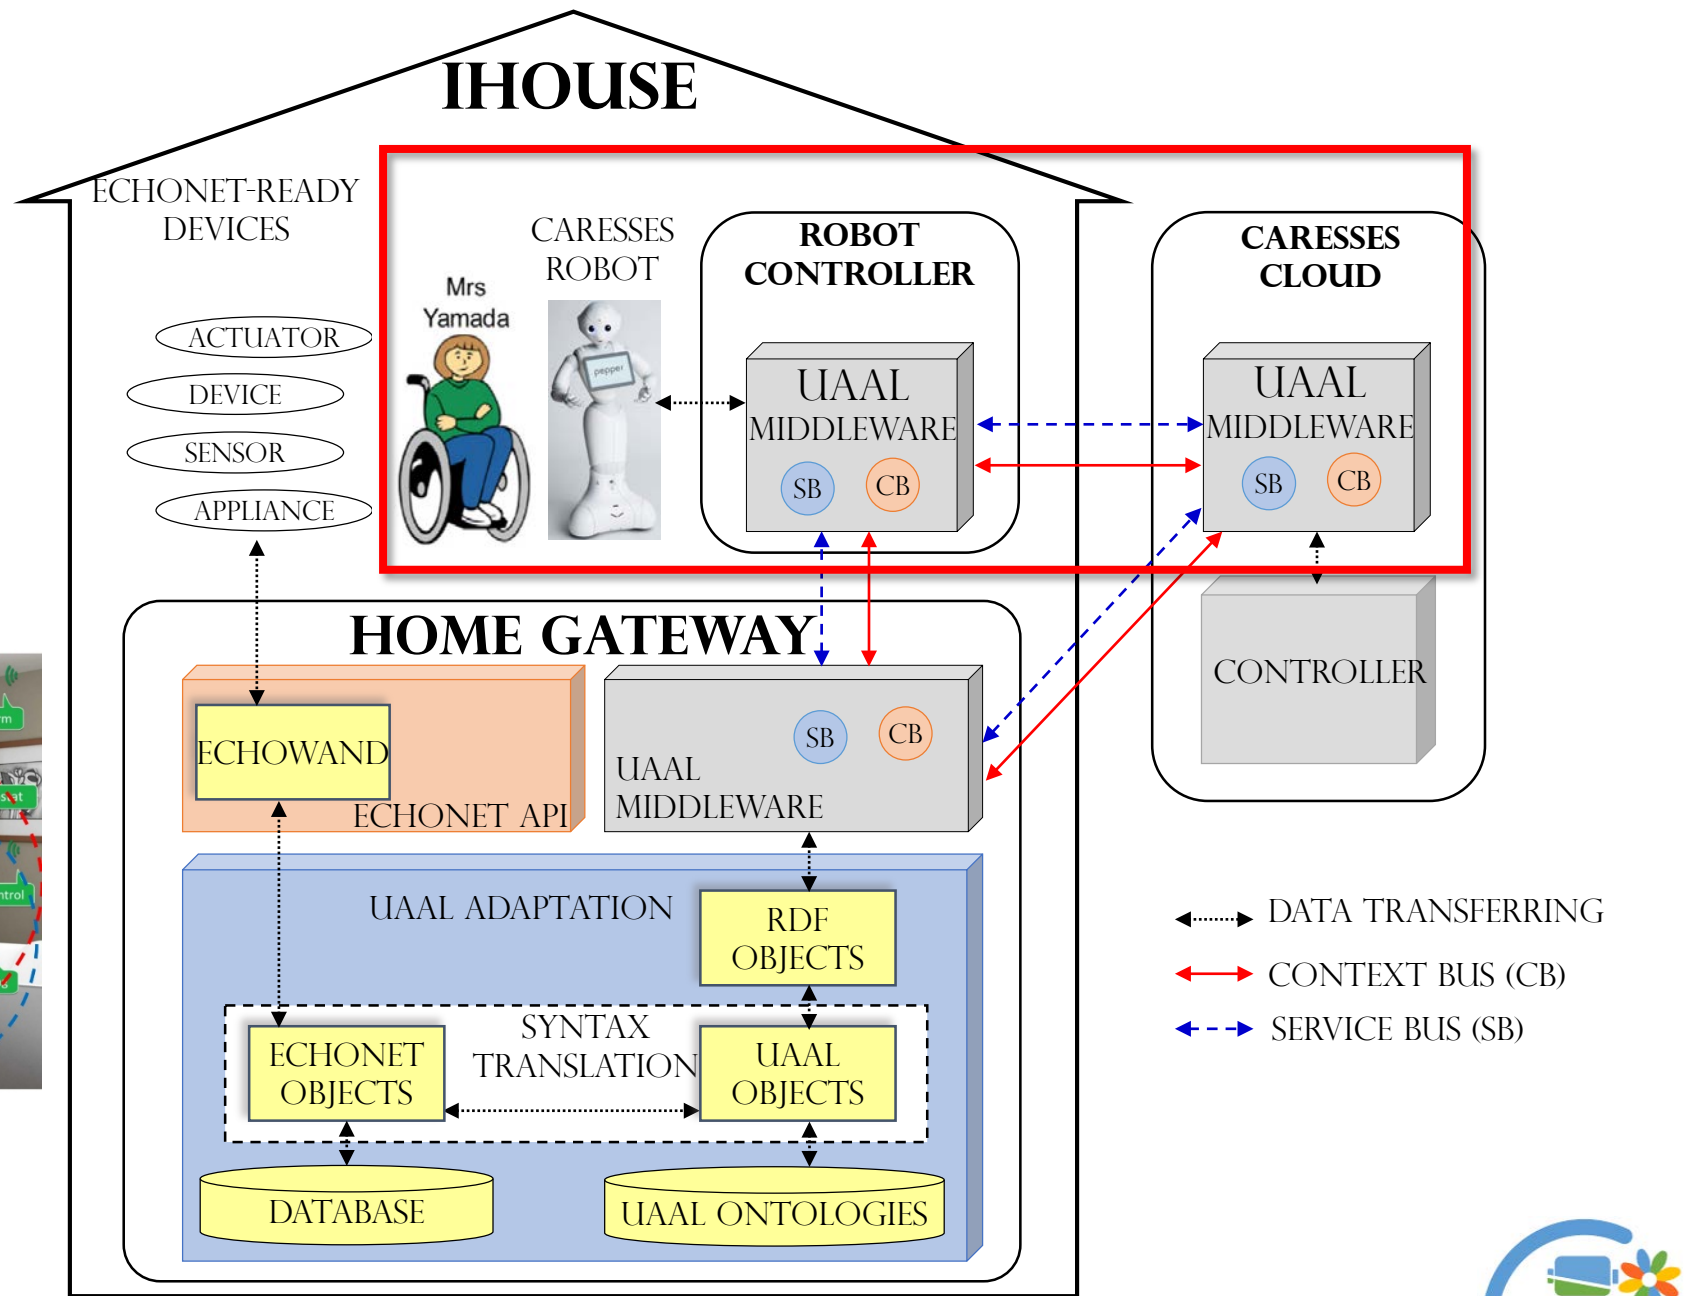 IHOUSE
ECHONET-READY
DEVICES
ACTUATOR
DEVICE
SENSOR
APPLIANCE
Mrs
Yamada
CARESSES
ROBOT
pepper
ROBOT
CONTROLLER
UAAL
MIDDLEWARE
SB
CB
CARESSES
CLOUD
UAAL
MIDDLEWARE
SB
CB
CONTROLLER
HOME GATEWAY
ECHOWAND
ECHONET API
SB
CB
UAAL
MIDDLEWARE
UAAL ADAPTATION
RDF
OBJECTS
SYNTAX
TRANSLATION
ECHONET
OBJECTS
UAAL
OBJECTS
DATABASE
UAAL ONTOLOGIES
DATA TRANSFERRING
CONTEXT BUS (CB)
SERVICE BUS (SB)